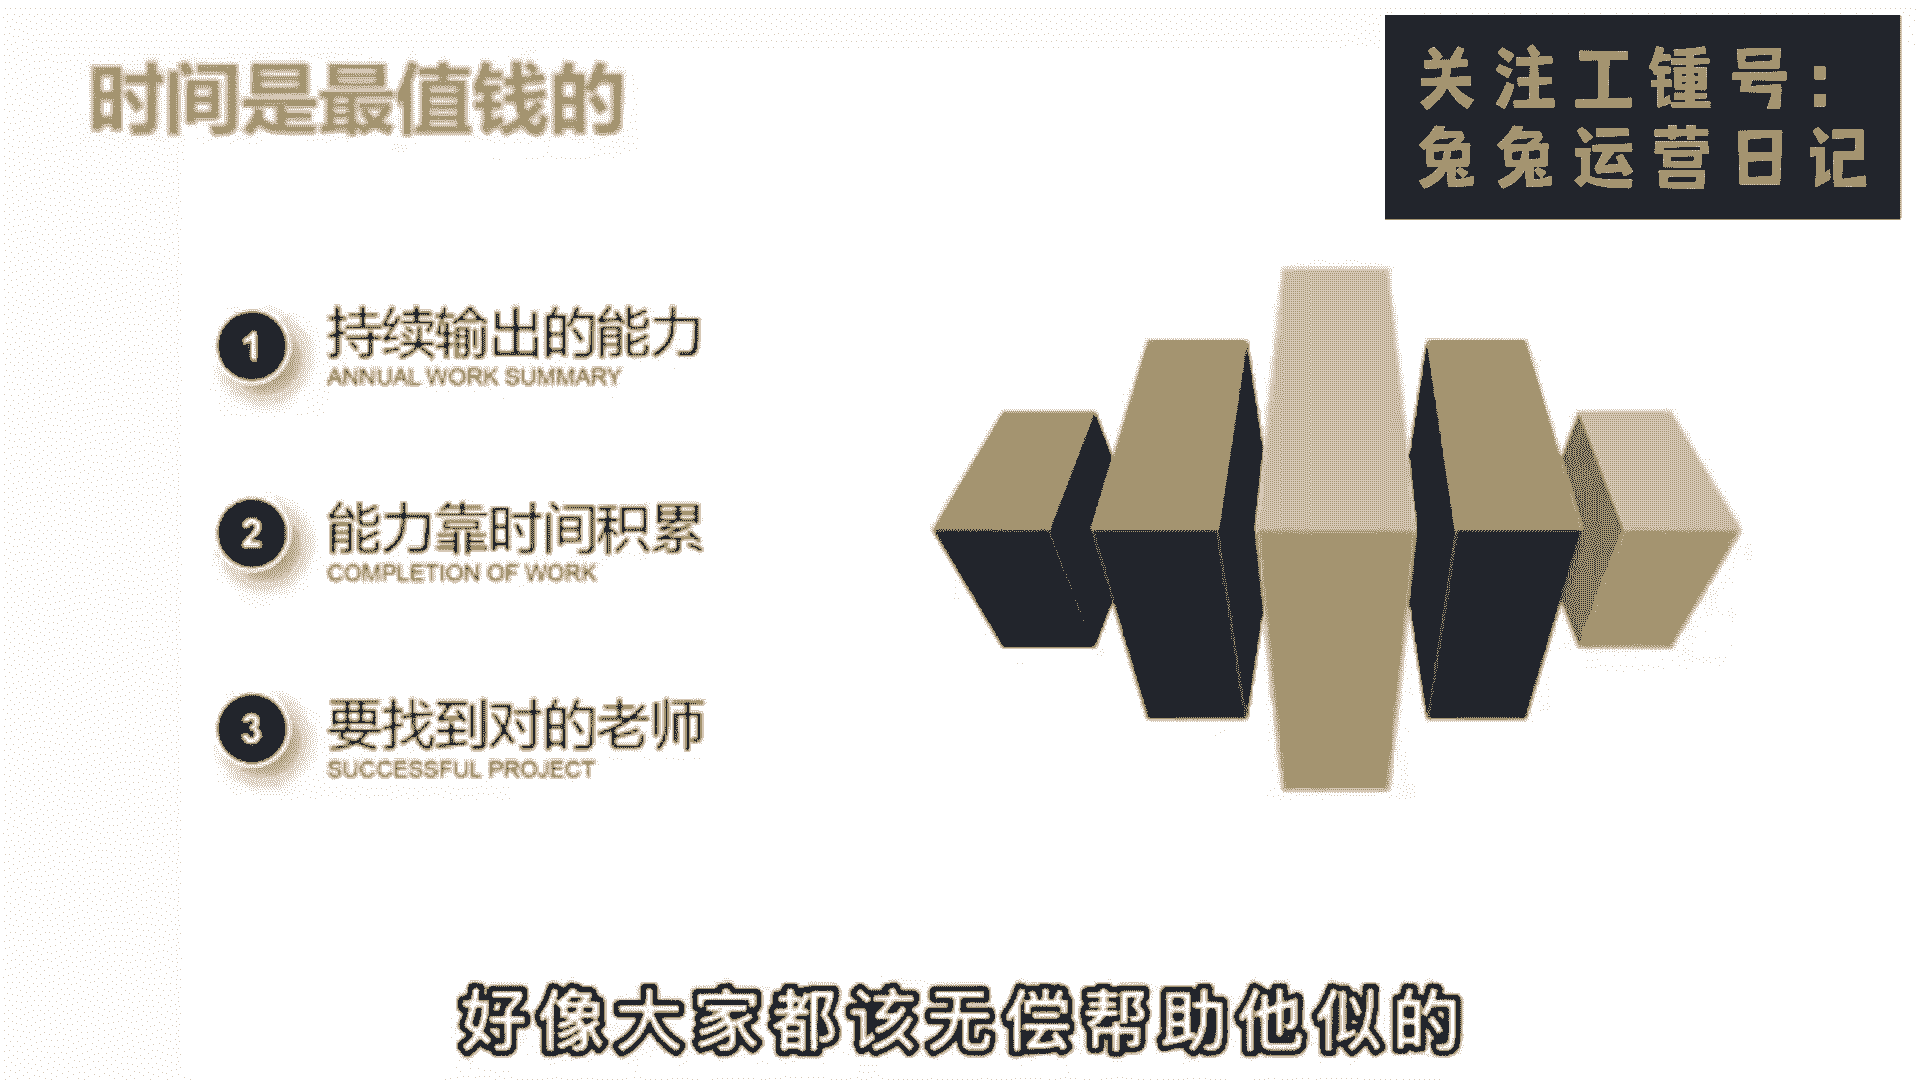 时间是最值钱的
关注工锺号：
兔兔运营日记
1
持续输出的能力
ANNUAL WORK SUMMARY
2
能力靠时间积累
COMPLETION OF WORK
3
要找到对的老师
SUCCESSFUL PROJECT
好像大家都该无偿帮助他似的